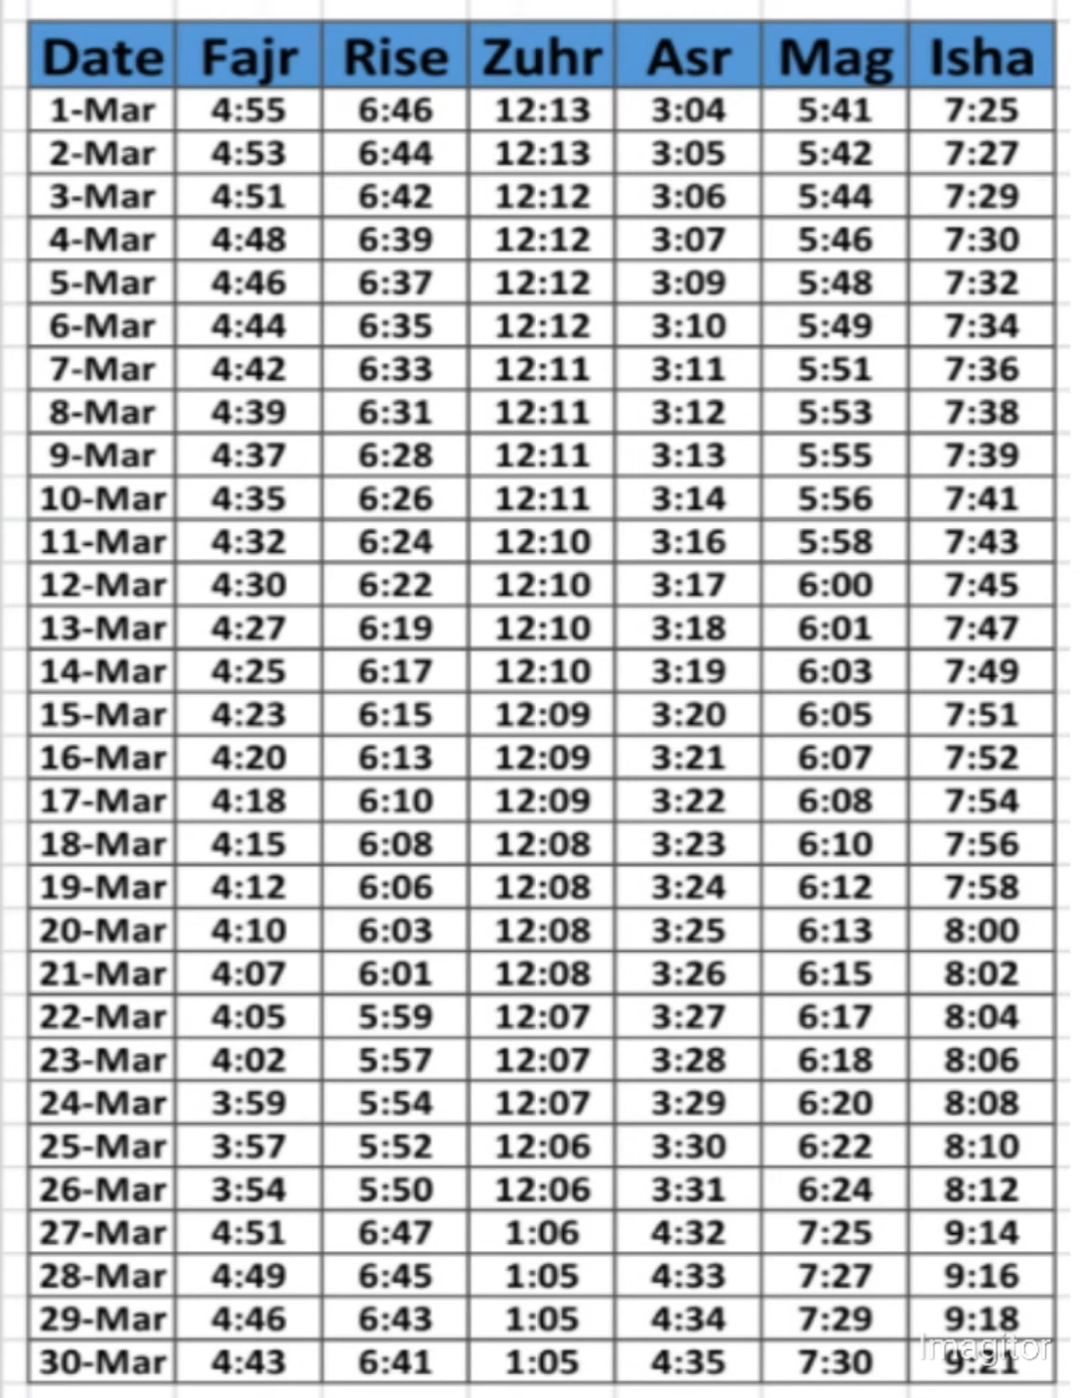 Date Fajr Rise Zuhr Asr Mag Isha
1-Mar 4:55 6:46 12:13 3:04 5:41 7:25
2-Mar 4:53 6:44 12:13 3:05 5:42 7:27
3-Mar 4:51 6:42 12:12 3:06 5:44 7:29
4-Mar 4:48 6:39 12:12 3:07 5:46 7:30
5-Mar 4:46 6:37 12:12 3:09 5:48 7:32
6-Mar 4:44 6:35 12:12 3:10 5:49 7:34
7-Mar 4:42 6:33 12:11 3:11 5:51 7:36
8-Mar 4:39 6:31 12:11 3:12 5:53 7:38
9-Mar 4:37 6:28 12:11 3:13 5:55 7:39
10-Mar 4:35 6:26 12:11 3:14 5:56 7:41
11-Mar 4:32 6:24 12:10 3:16 5:58 7:43
12-Mar 4:30 6:22 12:10 3:17 6:00 7:45
13-Mar 4:27 6:19 12:10 3:18 6:01 7:47
14-Mar 4:25 6:17 12:10 3:19 6:03 7:49
15-Mar 4:23 6:15 12:09 3:20 6:05 7:51
16-Mar 4:20 6:13 12:09 3:21 6:07 7:52
17-Mar 4:18 6:10 12:09 3:22 6:08 7:54
18-Mar 4:15 6:08 12:08 3:23 6:10 7:56
19-Mar 4:12 6:06 12:08 3:24 6:12 7:58
20-Mar 4:10 6:03 12:08 3:25 6:13 8:00
21-Mar 4:07 6:01 12:08 3:26 6:15 8:02
22-Mar 4:05 5:59 12:07 3:27 6:17 8:04
23-Mar 4:02 5:57 12:07 3:28 6:18 8:06
24-Mar 3:59 5:54 12:07 3:29 6:20 8:08
25-Mar 3:57 5:52 12:06 3:30 6:22 8:10
26-Mar 3:54 5:50 12:06 3:31 6:24 8:12
27-Mar 4:51 6:47 1:06 4:32 7:25 9:14
28-Mar 4:49 6:45 1:05 4:33 7:27 9:16
29-Mar 4:46 6:43 1:05 4:34 7:29 9:18
Imagitor
30-Mar 4:43 6:41 1:05 4:35 7:30 9:21